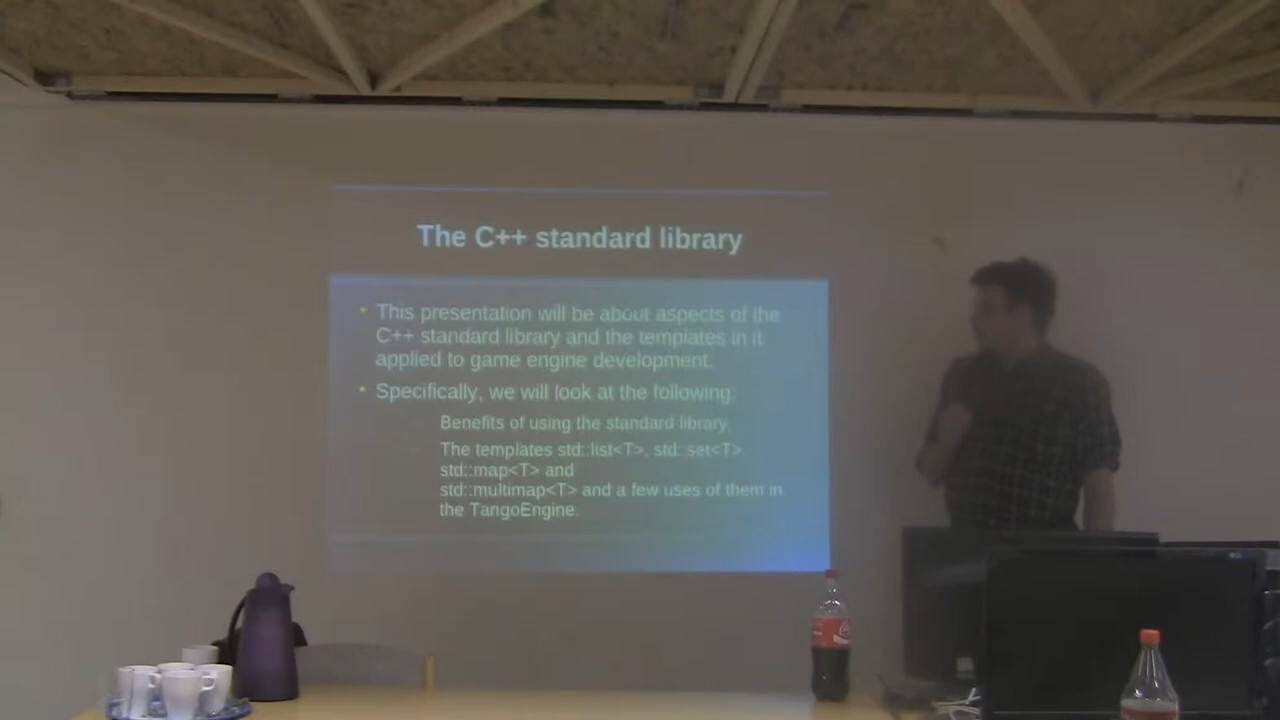 The C++ standard library
This presentation will be about aspects of the
C++ standard library and the templates in it
applied to game engine development.
Specifically, we will look at the following:
Benefits of using the standard library.
The templates std::list<T>, std::set<T>
std::map<T> and
std::multimap<T> and a few uses of them in
the TangoEngine.